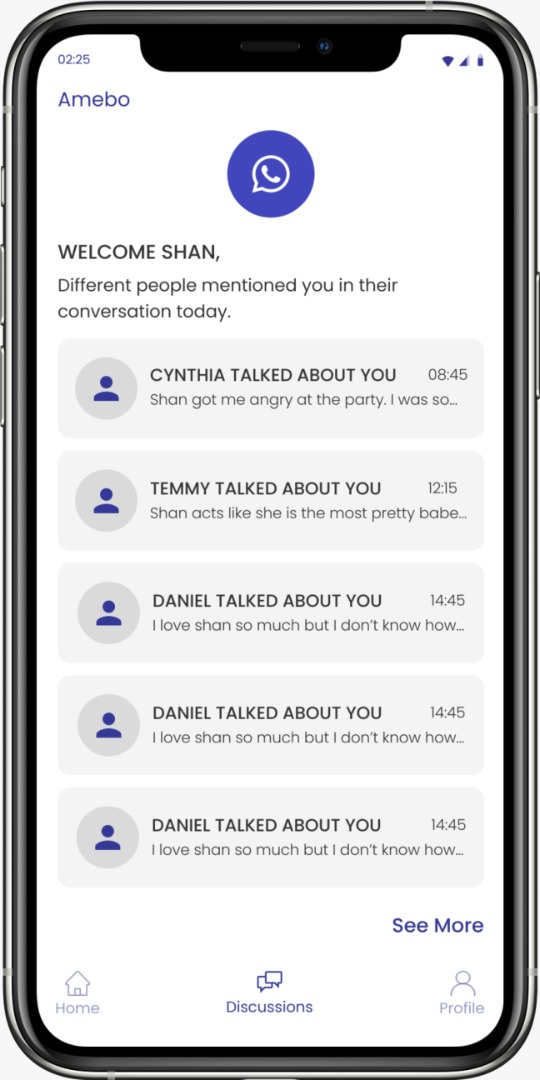 02:25
Amebo
WELCOME SHAN,
Different people mentioned you in their
conversation today.
CYNTHIA TALKED ABOUT YOU 08:45
Shan got me angry at the party. I was so...
TEMMY TALKED ABOUT YOU 12:15
Shan acts like she is the most pretty babe...
DANIEL TALKED ABOUT YOU 14:45
I love shan so much but I don't know how...
DANIEL TALKED ABOUT YOU 14:45
I love shan so much but I don't know how...
DANIEL TALKED ABOUT YOU 14:45
I love shan so much but I don't know how...
See More
Home Discussions Profile